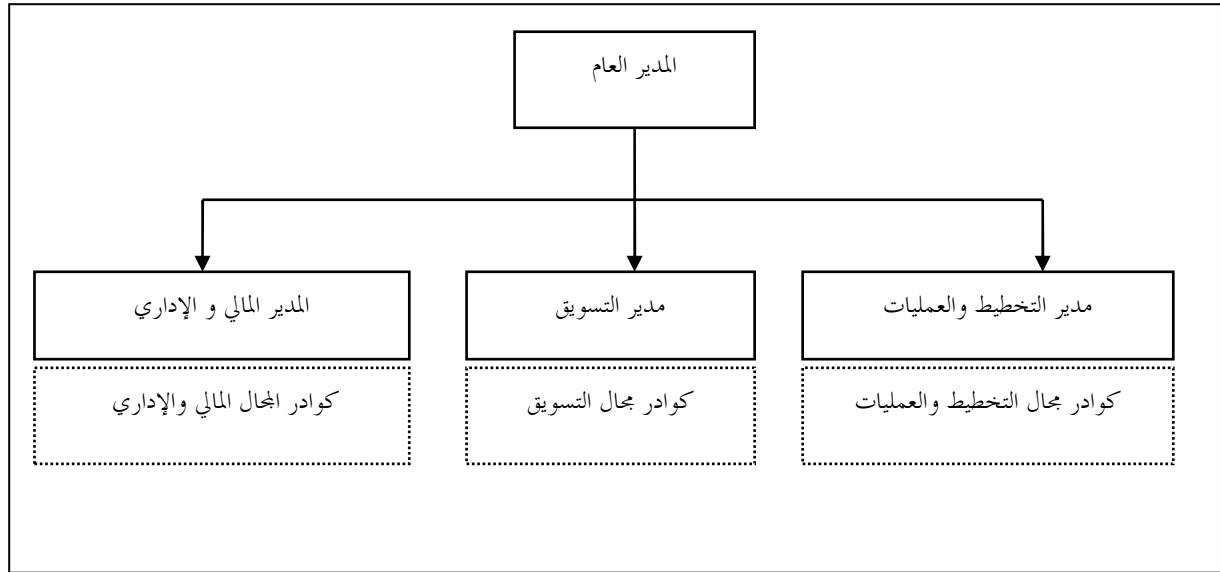 المدير العام
مدير التخطيط والعمليات
مدير التسويق
المدير المالي و الإداري
كوادر مجال التخطيط والعمليات
كوادر مجال التسويق
كوادر المجال المالي والإداري